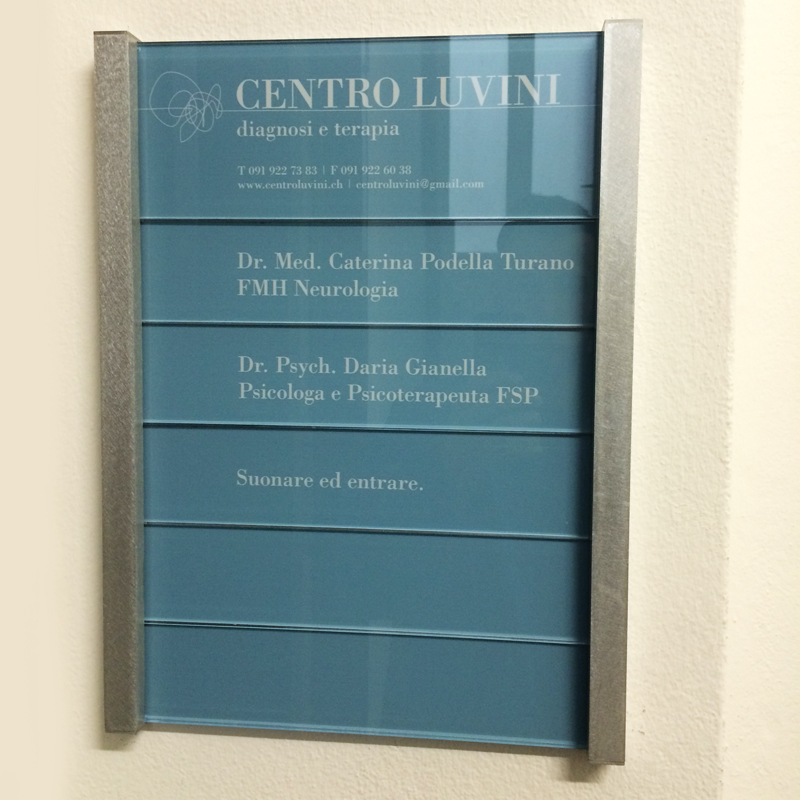 CENTRO LUVINI
diagnosi e terapia
T 091 922 73 83 | F 091 922 60 38
www.centroluvini.ch | centroluvini@gmail.com
Dr. Med. Caterina Podella Turano
FMH Neurologia
Dr. Psych. Daria Gianella
Psicologa e Psicoterapeuta FSP
Suonare ed entrare.